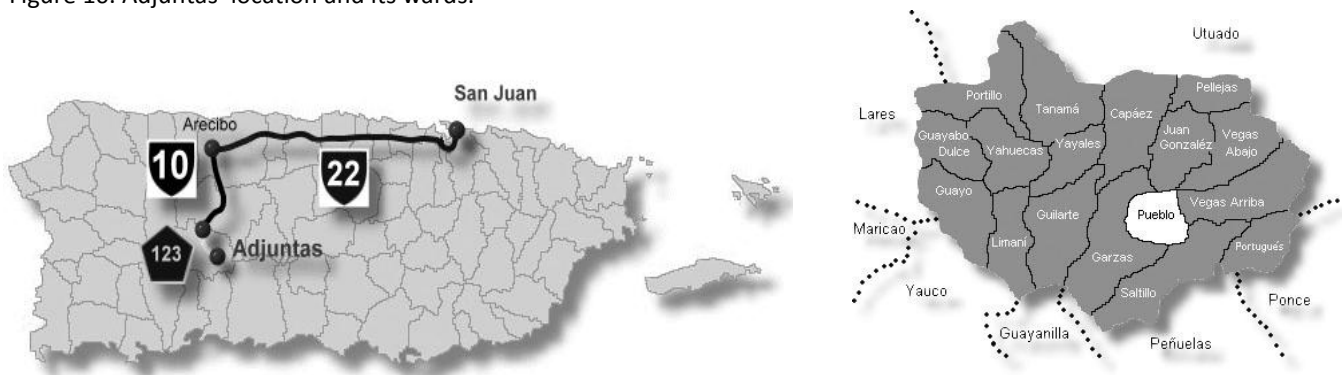 Figure 10: Adjuntas' location and its wards.
San Juan
Arecibo
10
22
123
Adjuntas
Utuado
Lares
Maricao
Yauco
Guayanilla
Peñuelas
Ponce
Portillo
Tanamá
Capáez
Pellejas
Guayabo
Dulce
Yahuecas
Yayales
Juan
Gonzaléz
Vegas
Abajo
Guayo
Limaní
Guilarte
Pueblo
Vegas Arriba
Garzas
Portugués
Saltillo